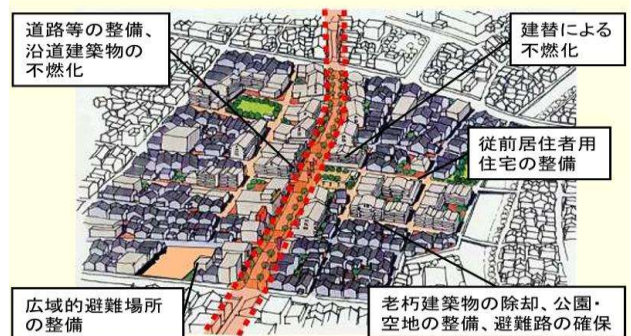 道路等の整備、
沿道建築物の
不燃化
建替による
不燃化
従前居住者用
住宅の整備
広域的避難場所
の整備
老朽建築物の除却、公園・
空地の整備、避難路の確保